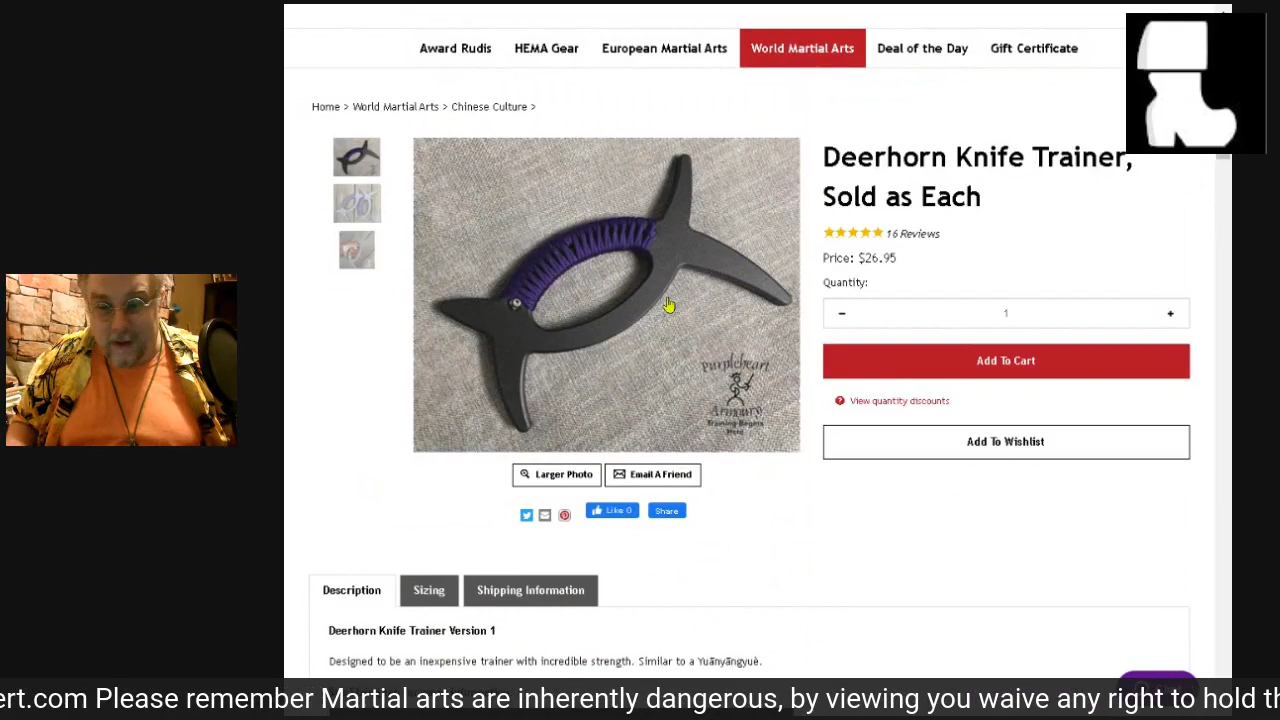 Award Rudis HEMA Gear European Martial Arts World Martial Arts Deal of the Day Gift Certificate
Home > World Martial Arts > Chinese Culture >
Deerhorn Knife Trainer,
Sold as Each
16 Reviews
Price: $26.95
Quantity:
− 1 +
Add To Cart
View quantity discounts
Add To Wishlist
Purpleheart
Armoury
Training Begins
Here
Larger Photo Email A Friend
Like 0 Share
Description Sizing Shipping Information
Deerhorn Knife Trainer Version 1
Designed to be an inexpensive trainer with incredible strength. Similar to a Yuānyāngyuè.
ert.com Please remember Martial arts are inherently dangerous, by viewing you waive any right to hold th